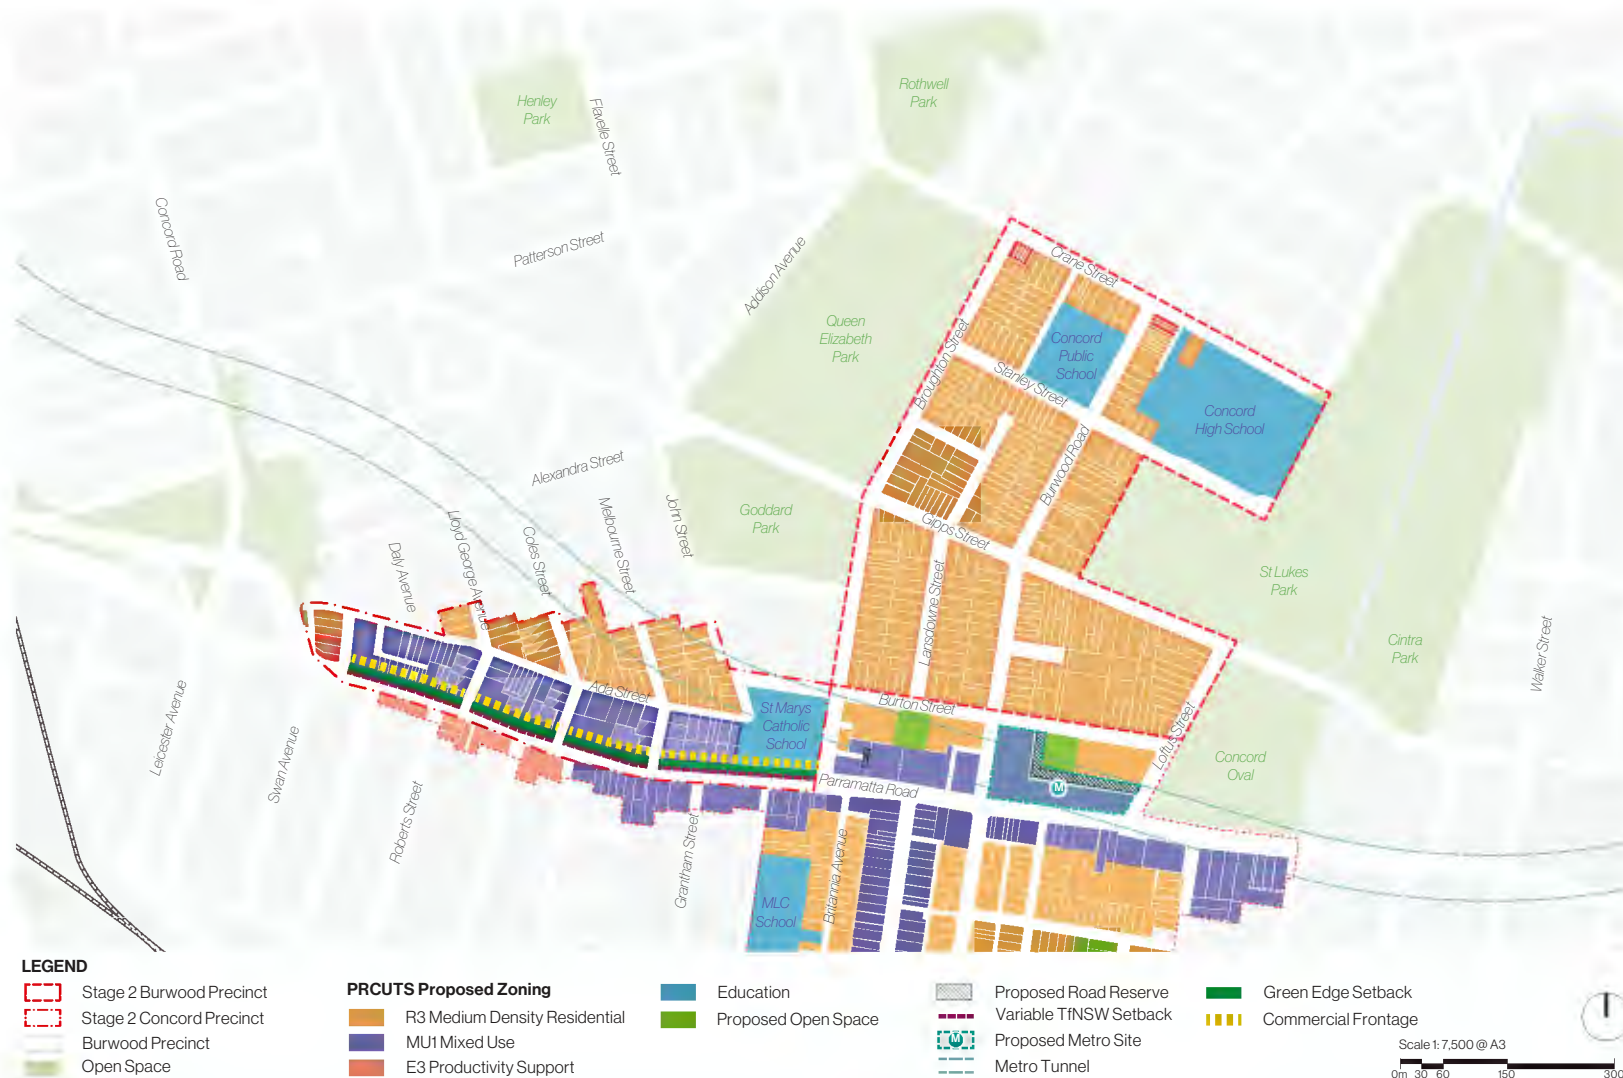 Rothwell
Park
Henley
Park
Flavelle Street
Concord Road
Patterson Street
Addison Avenue
Crane Street
Queen
Elizabeth
Park
Broughton Street
Concord
Public
School
Stanley Street
Concord
High School
Burwood Road
Alexandra Street
Melbourne Street
John Street
Goddard
Park
Gipps Street
Lloyd George Avenue
Coles Street
Daly Avenue
Lansdowne Street
St Lukes
Park
Cintra
Park
Walker Street
Ada Street
Burton Street
St Marys
Catholic
School
Loftus Street
Concord
Oval
Leicester Avenue
Swan Avenue
Roberts Street
Parramatta Road
M
Grantham Street
Britannia Avenue
MLC
School
LEGEND
Stage 2 Burwood Precinct
Stage 2 Concord Precinct
Burwood Precinct
Open Space
PRCUTS Proposed Zoning
R3 Medium Density Residential
MU1 Mixed Use
E3 Productivity Support
Education
Proposed Open Space
Proposed Road Reserve
Variable TfNSW Setback
M
Proposed Metro Site
Metro Tunnel
Green Edge Setback
Commercial Frontage
Scale 1: 7,500 @ A3
0m 30 60 150 300